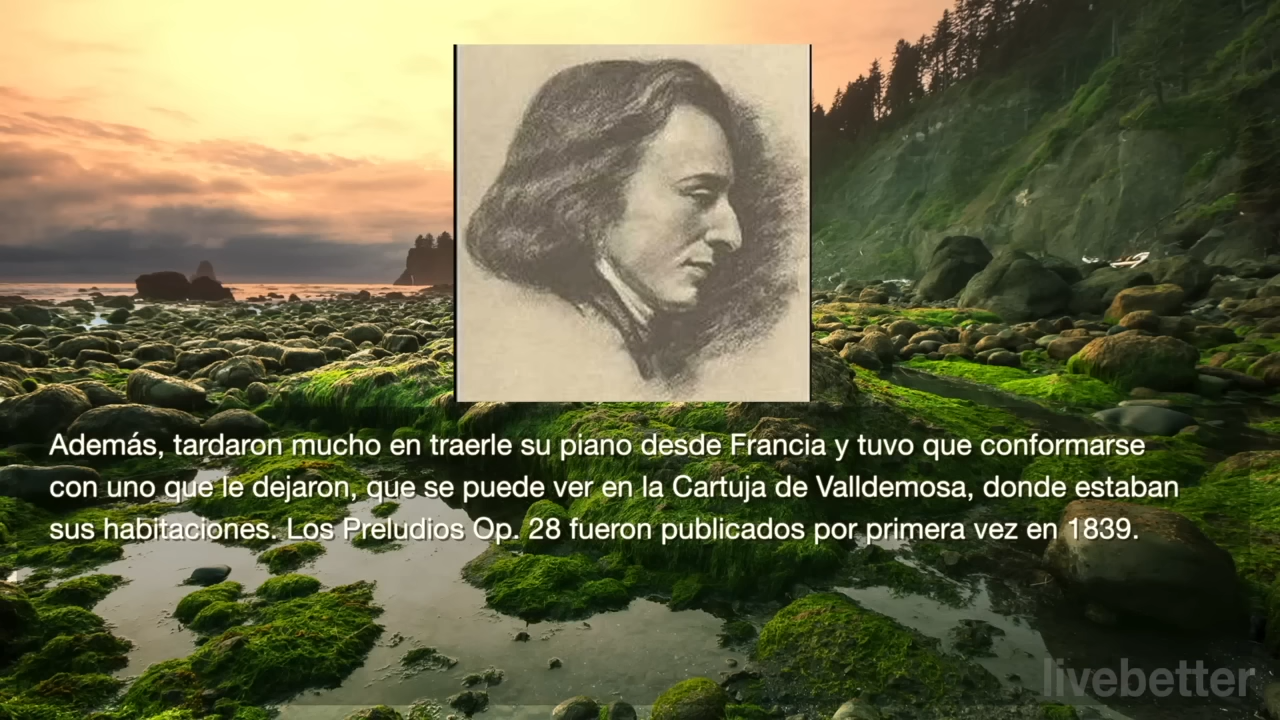 Además, tardaron mucho en traerle su piano desde Francia y tuvo que conformarse
con uno que le dejaron, que se puede ver en la Cartuja de Valldemosa, donde estaban
sus habitaciones. Los Preludios Op. 28 fueron publicados por primera vez en 1839.
livebetter